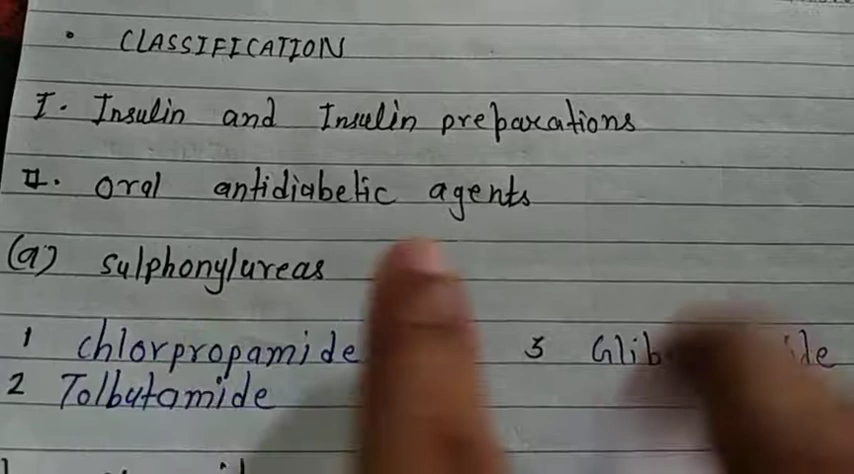 • CLASSIFICATION
I. Insulin and Insulin preparations
II. oral antidiabetic agents
(a) sulphonylureas
1 chlorpropamide 3
2 Tolbutamide